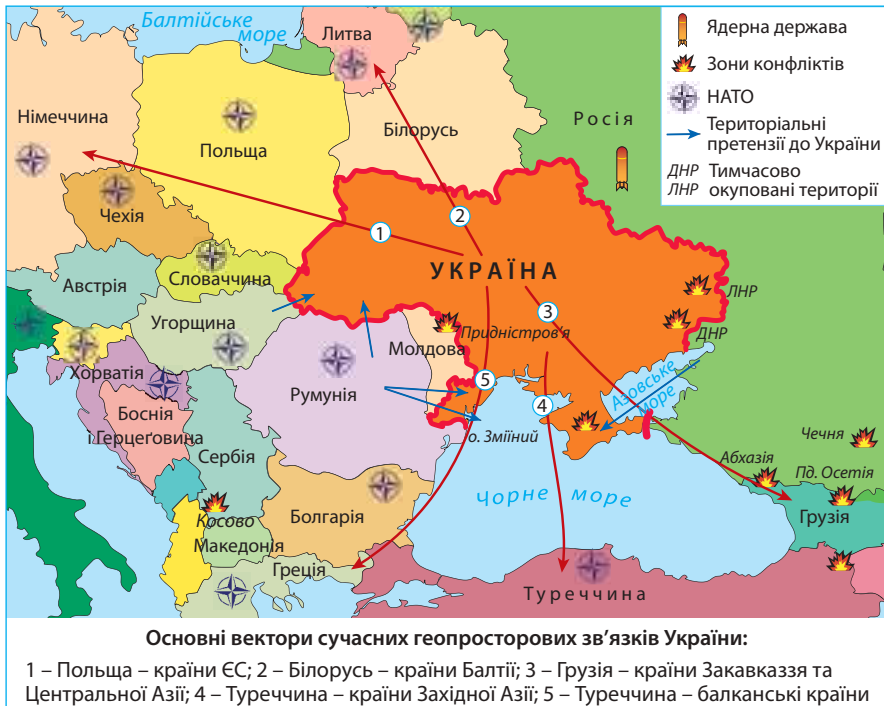 Балтійське
море
Литва
Ядерна держава
Зони конфліктів
НАТО
Територіальні
претензії до України
ДНР Тимчасово
ЛНР окуповані території
Німеччина
Польща
Білорусь
Росія
Чехія
1
2
Словаччина
Австрія
УКРАЇНА
Угорщина
3
ЛНР
ДНР
Придністров'я
Молдова
Хорватія
Румунія
5
4
Азовське
море
Боснія
і Герцеґовина
о. Зміїний
Сербія
Чечня
Абхазія
Пд. Осетія
Чорне море
Грузія
Косово
Болгарія
Македонія
Греція
Туреччина
Основні вектори сучасних геопросторових зв'язків України:
1 – Польща – країни ЄС; 2 – Білорусь – країни Балтії; 3 – Грузія – країни Закавказзя та
Центральної Азії; 4 – Туреччина – країни Західної Азії; 5 – Туреччина – балканські країни